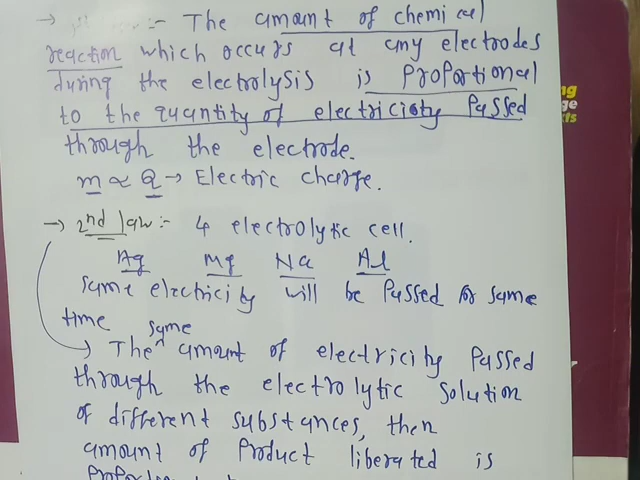 → :- The amount of chemical
reaction which occurs at any electrodes
during the electrolysis is proportional
to the quantity of electricioty passed
through the electrode.
m ∝ Q → Electric charge.
→ 2nd law :- 4 electrolytic cell.
Ag Mg Na Al
same electricity will be passed for same
time same
→ The ^ amount of electricity passed
through the electrolytic solution
of different substances, then
amount of product liberated is